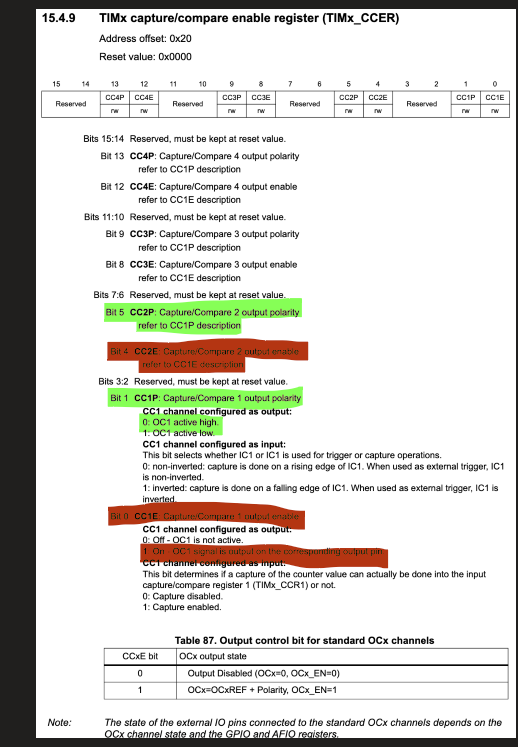 15.4.9 TIMx capture/compare enable register (TIMx_CCER)
Address offset: 0x20
Reset value: 0x0000
15 14 13 12 11 10 9 8 7 6 5 4 3 2 1 0
Reserved CC4P CC4E Reserved CC3P CC3E Reserved CC2P CC2E Reserved CC1P CC1E
rw rw rw rw rw rw rw rw
Bits 15:14 Reserved, must be kept at reset value.
Bit 13 CC4P: Capture/Compare 4 output polarity
refer to CC1P description
Bit 12 CC4E: Capture/Compare 4 output enable
refer to CC1E description
Bits 11:10 Reserved, must be kept at reset value.
Bit 9 CC3P: Capture/Compare 3 output polarity
refer to CC1P description
Bit 8 CC3E: Capture/Compare 3 output enable
refer to CC1E description
Bits 7:6 Reserved, must be kept at reset value.
Bit 5 CC2P: Capture/Compare 2 output polarity
refer to CC1P description
Bit 4 CC2E: Capture/Compare 2 output enable
refer to CC1E description
Bits 3:2 Reserved, must be kept at reset value.
Bit 1 CC1P: Capture/Compare 1 output polarity
CC1 channel configured as output:
0: OC1 active high.
1: OC1 active low.
CC1 channel configured as input:
This bit selects whether IC1 or IC1 is used for trigger or capture operations.
0: non-inverted: capture is done on a rising edge of IC1. When used as external trigger, IC1
is non-inverted.
1: inverted: capture is done on a falling edge of IC1. When used as external trigger, IC1 is
inverted.
Bit 0 CC1E: Capture/Compare 1 output enable
CC1 channel configured as output:
0: Off - OC1 is not active.
1: On - OC1 signal is output on the corresponding output pin.
CC1 channel configured as input:
This bit determines if a capture of the counter value can actually be done into the input
capture/compare register 1 (TIMx_CCR1) or not.
0: Capture disabled.
1: Capture enabled.
Table 87. Output control bit for standard OCx channels
CCxE bit OCx output state
0 Output Disabled (OCx=0, OCx_EN=0)
1 OCx=OCxREF + Polarity, OCx_EN=1
Note: The state of the external IO pins connected to the standard OCx channels depends on the
OCx channel state and the GPIO and AFIO registers.